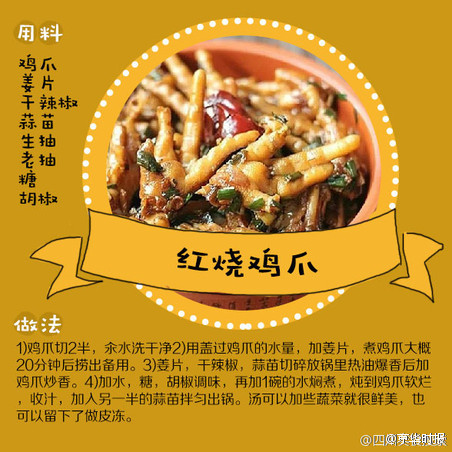 用料
鸡爪
姜片
干辣椒
蒜苗
生抽
老抽
糖
胡椒
红烧鸡爪
做法
1)鸡爪切2半，汆水洗干净2)用盖过鸡爪的水量，加姜片，煮鸡爪大概
20分钟后捞出备用。3)姜片，干辣椒，蒜苗切碎放锅里热油爆香后加
鸡爪炒香。4)加水，糖，胡椒调味，再加1碗的水焖煮，炖到鸡爪软烂
，收汁，加入另一半的蒜苗拌匀出锅。汤可以加些蔬菜就很鲜美，也
可以留下了做皮冻。